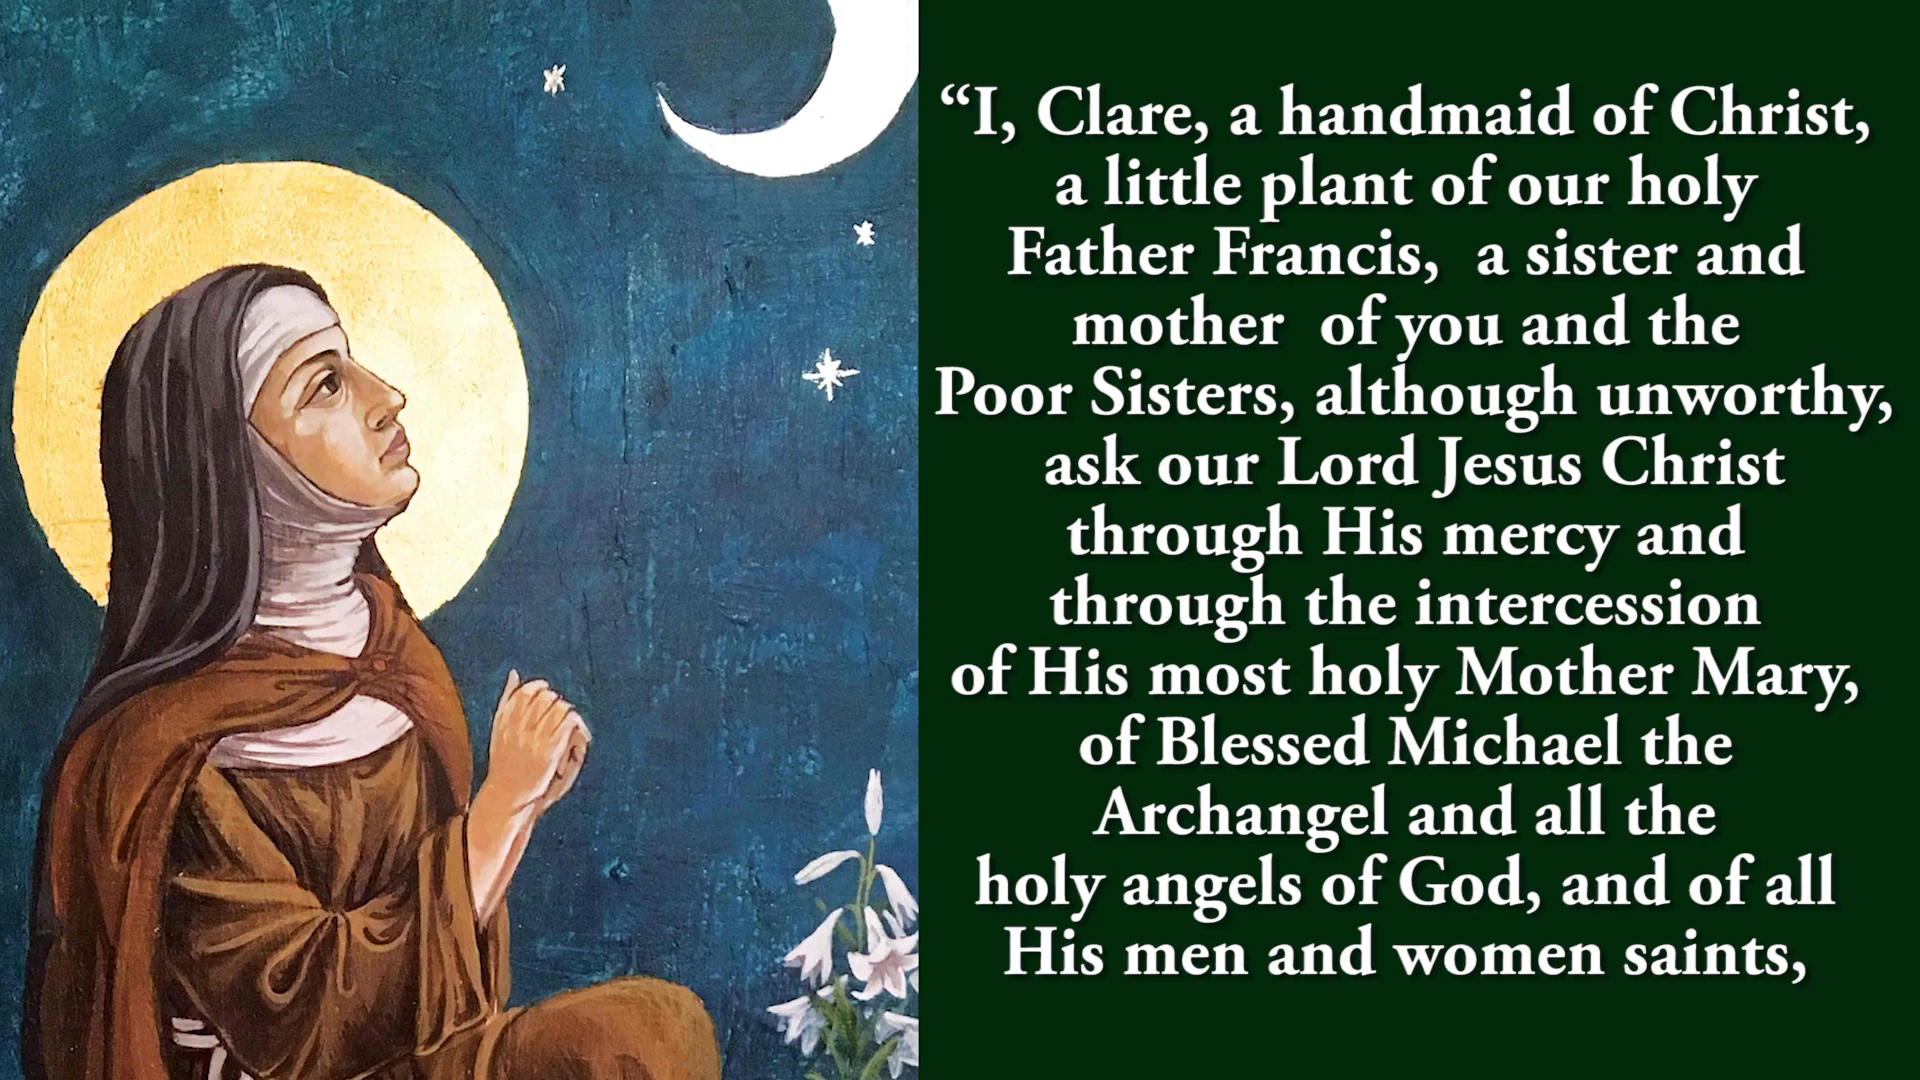 “I, Clare, a handmaid of Christ,
a little plant of our holy
Father Francis,  a sister and
mother  of you and the
Poor Sisters, although unworthy,
ask our Lord Jesus Christ
through His mercy and
through the intercession
of His most holy Mother Mary,
of Blessed Michael the
Archangel and all the
holy angels of God, and of all
His men and women saints,